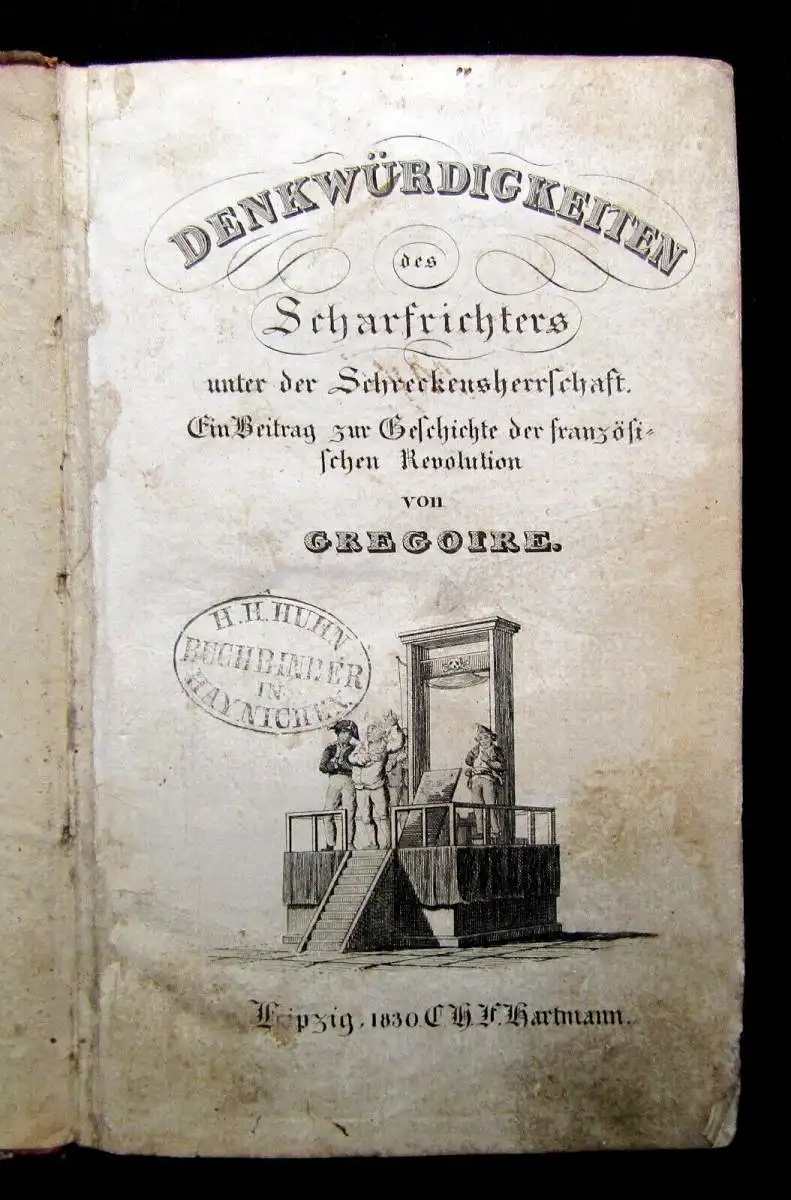 DENKWÜRDIGKEITEN
des
Scharfrichters
unter der Schreckensherrſchaft.
Ein Beitrag zur Geſchichte der französi⸗
ſchen Revolution
von
GREGOIRE.
H. H. HUHN
BUCHBINDER
IN
HAYNICHEN.
Leipzig, 1830. C. H. F. Hartmann.